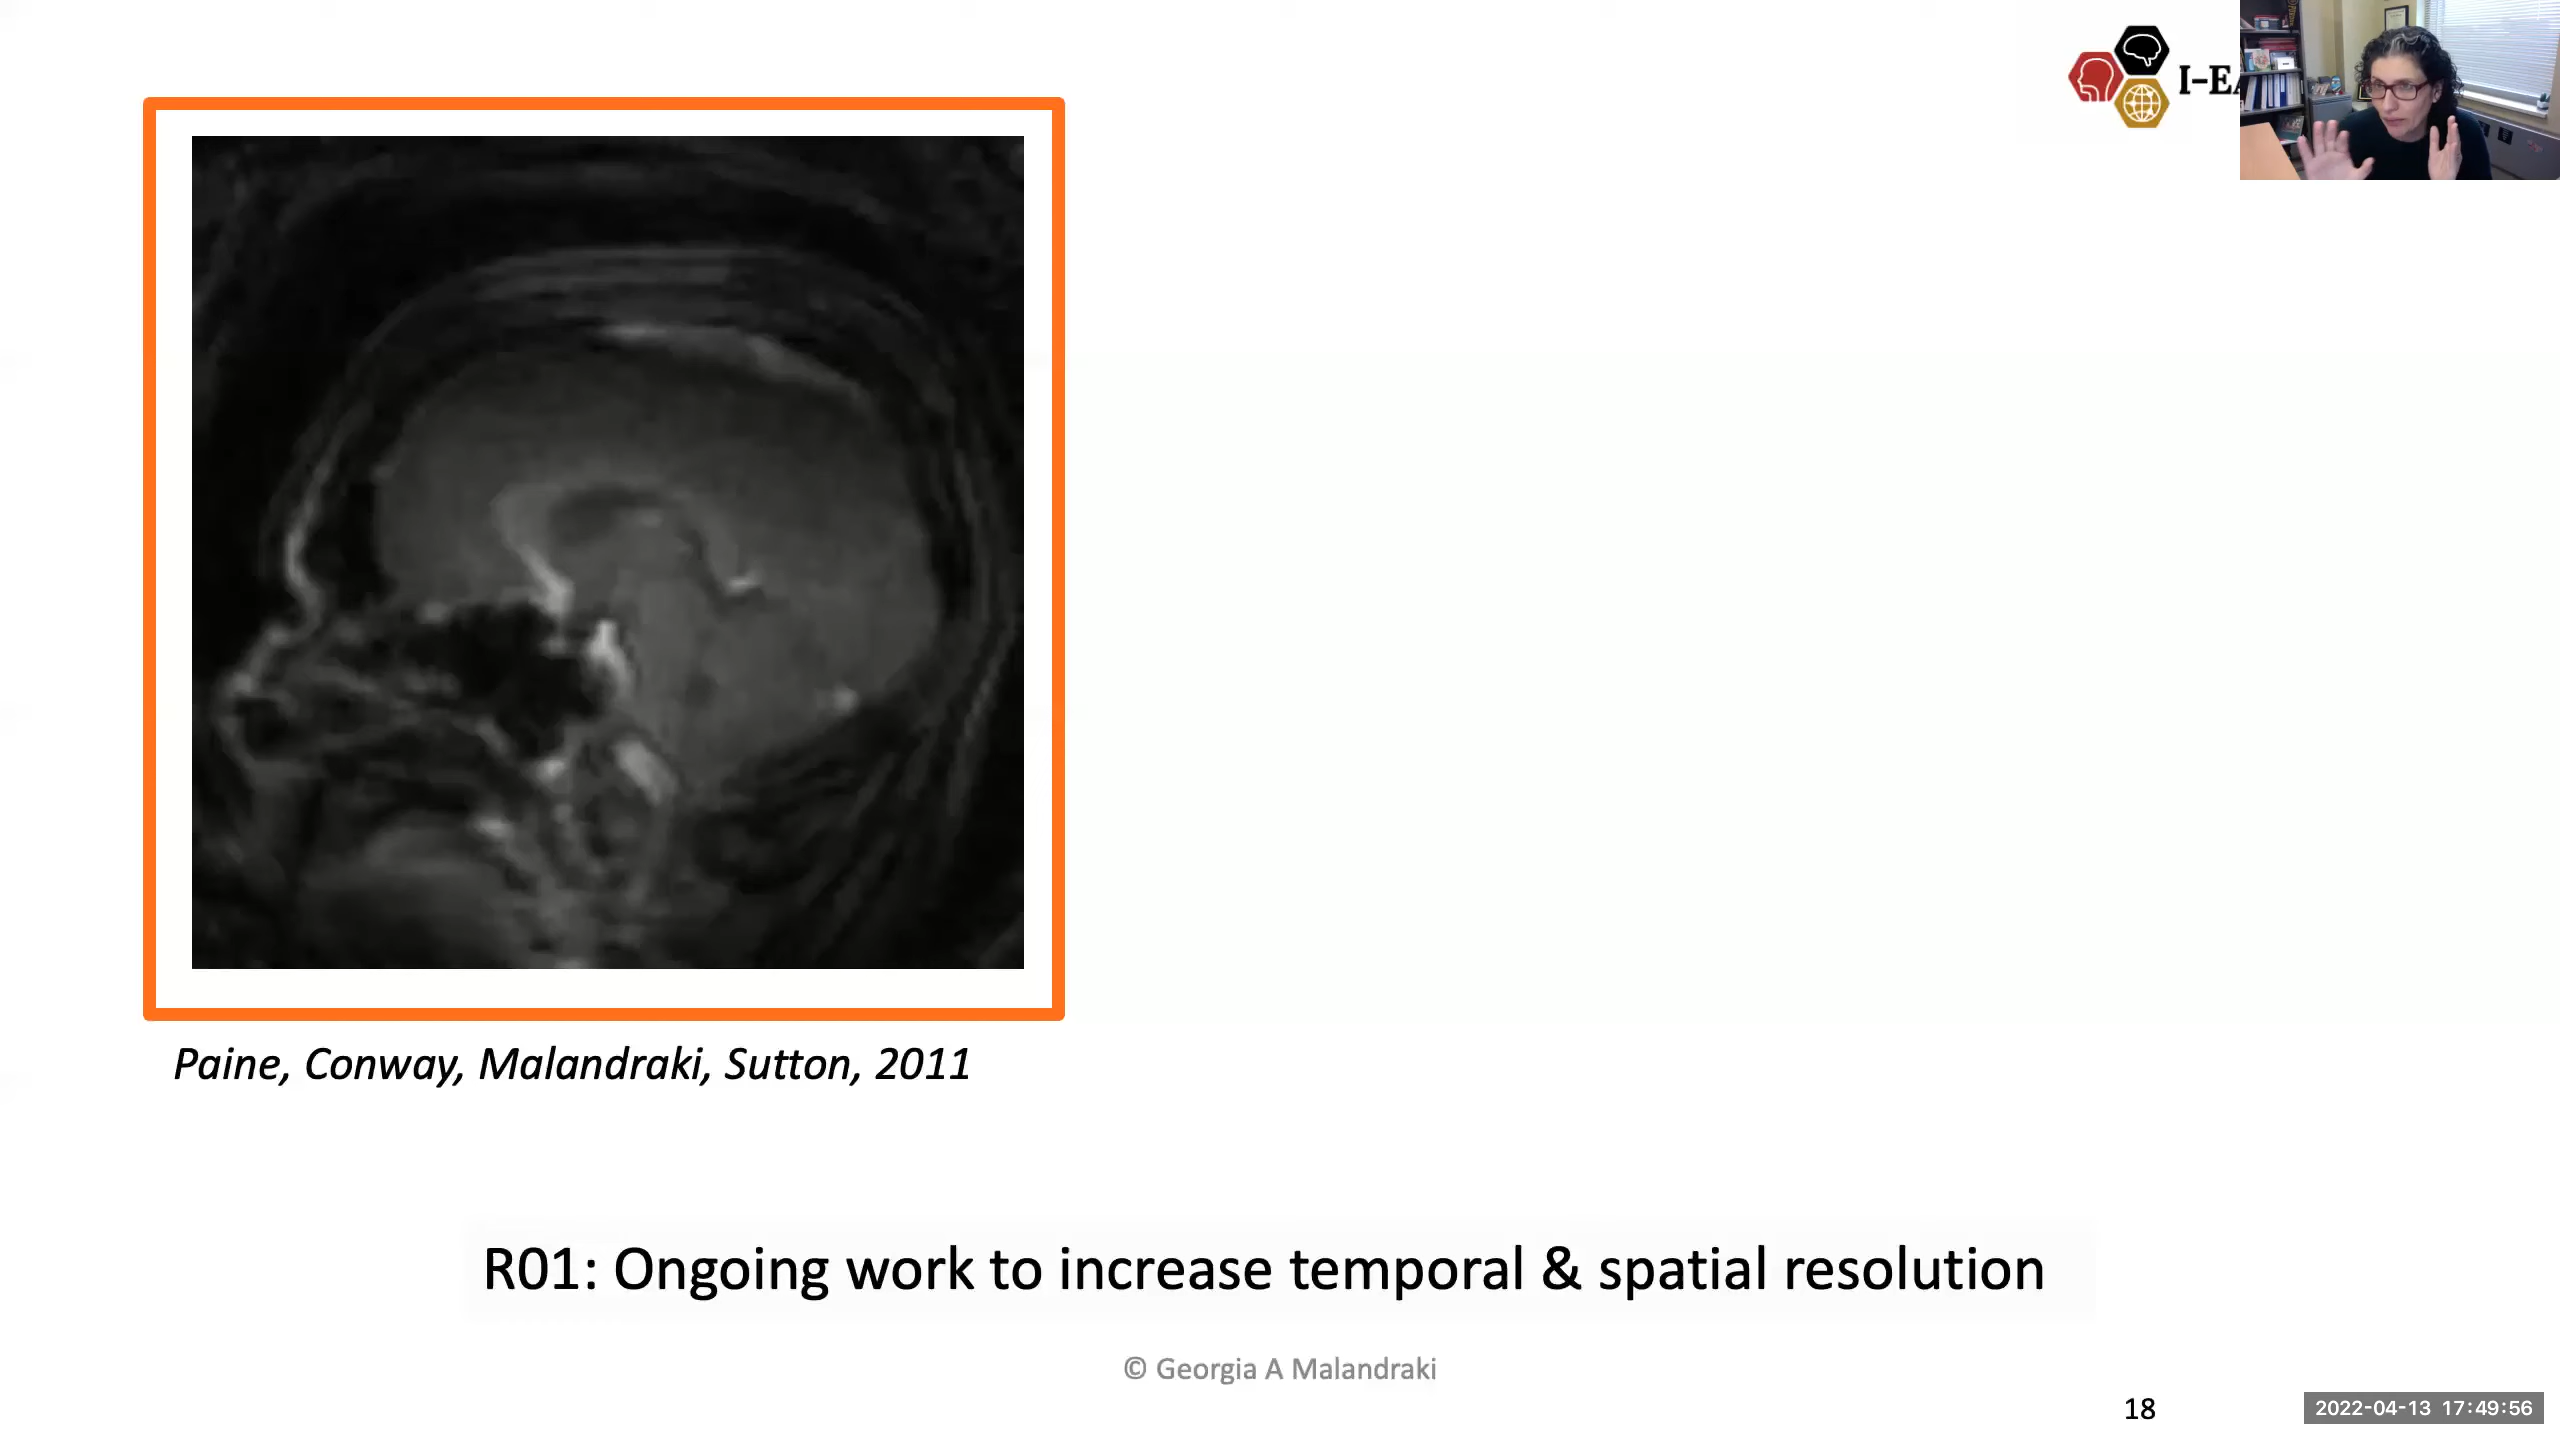 I-EA
Paine, Conway, Malandraki, Sutton, 2011
R01: Ongoing work to increase temporal & spatial resolution
© Georgia A Malandraki
18
2022-04-13 17:49:56